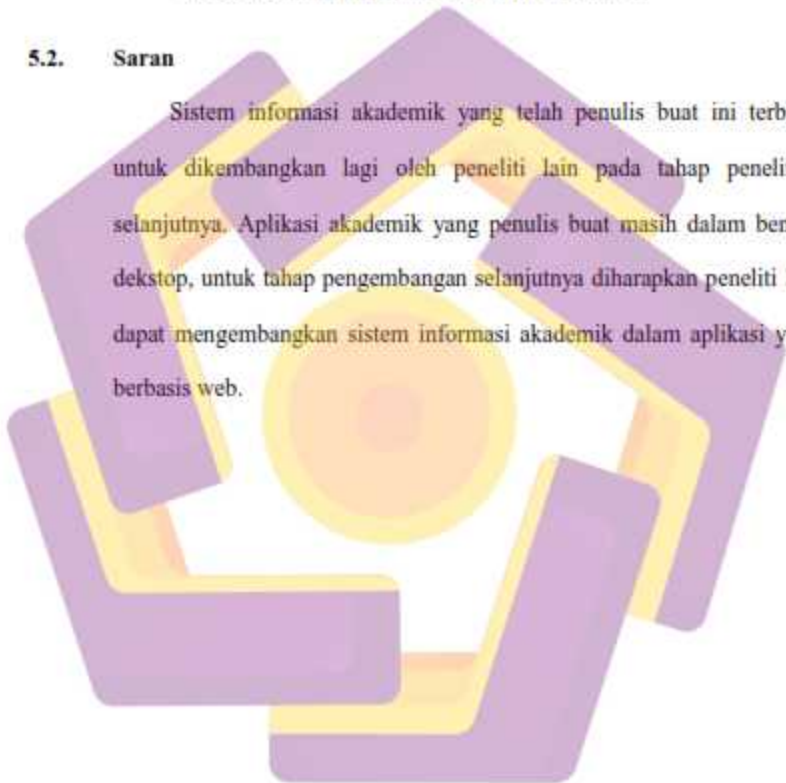 5.2. Saran
Sistem informasi akademik yang telah penulis buat ini terb
untuk dikembangkan lagi oleh peneliti lain pada tahap peneli
selanjutnya. Aplikasi akademik yang penulis buat masih dalam ben
dekstop, untuk tahap pengembangan selanjutnya diharapkan peneliti
dapat mengembangkan sistem informasi akademik dalam aplikasi y
berbasis web.